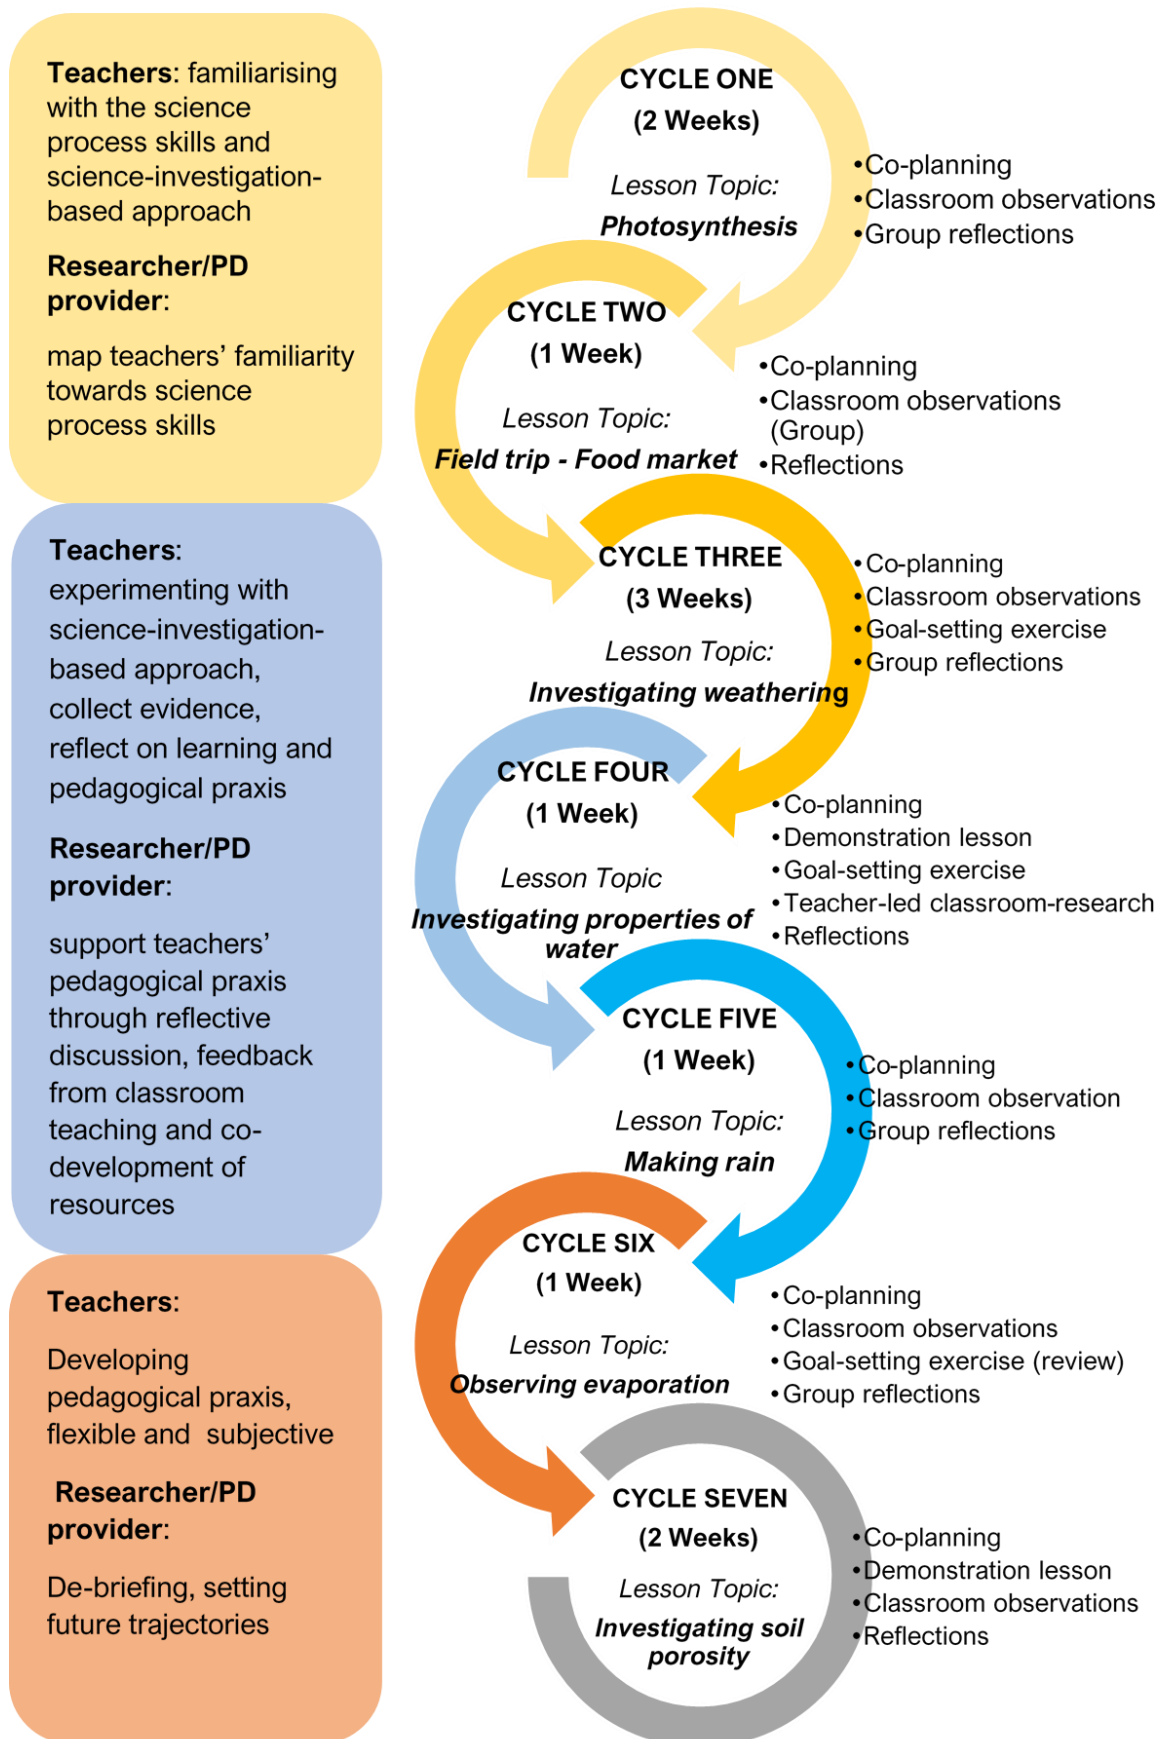 Teachers: familiarising
with the science
process skills and
science-investigation-
based approach
Researcher/PD
provider:
map teachers’ familiarity
towards science
process skills
Teachers:
experimenting with
science-investigation-
based approach,
collect evidence,
reflect on learning and
pedagogical praxis
Researcher/PD
provider:
support teachers’
pedagogical praxis
through reflective
discussion, feedback
from classroom
teaching and co-
development of
resources
Teachers:
Developing
pedagogical praxis,
flexible and subjective
Researcher/PD
provider:
De-briefing, setting
future trajectories
CYCLE ONE
(2 Weeks)
Lesson Topic:
Photosynthesis
•Co-planning
•Classroom observations
•Group reflections
CYCLE TWO
(1 Week)
Lesson Topic:
Field trip - Food market
•Co-planning
•Classroom observations
(Group)
•Reflections
CYCLE THREE
(3 Weeks)
Lesson Topic:
Investigating weathering
•Co-planning
•Classroom observations
•Goal-setting exercise
•Group reflections
CYCLE FOUR
(1 Week)
Lesson Topic
Investigating properties of
water
•Co-planning
•Demonstration lesson
•Goal-setting exercise
•Teacher-led classroom-research
•Reflections
CYCLE FIVE
(1 Week)
Lesson Topic:
Making rain
•Co-planning
•Classroom observation
•Group reflections
CYCLE SIX
(1 Week)
Lesson Topic:
Observing evaporation
•Co-planning
•Classroom observations
•Goal-setting exercise (review)
•Group reflections
CYCLE SEVEN
(2 Weeks)
Lesson Topic:
Investigating soil
porosity
•Co-planning
•Demonstration lesson
•Classroom observations
•Reflections